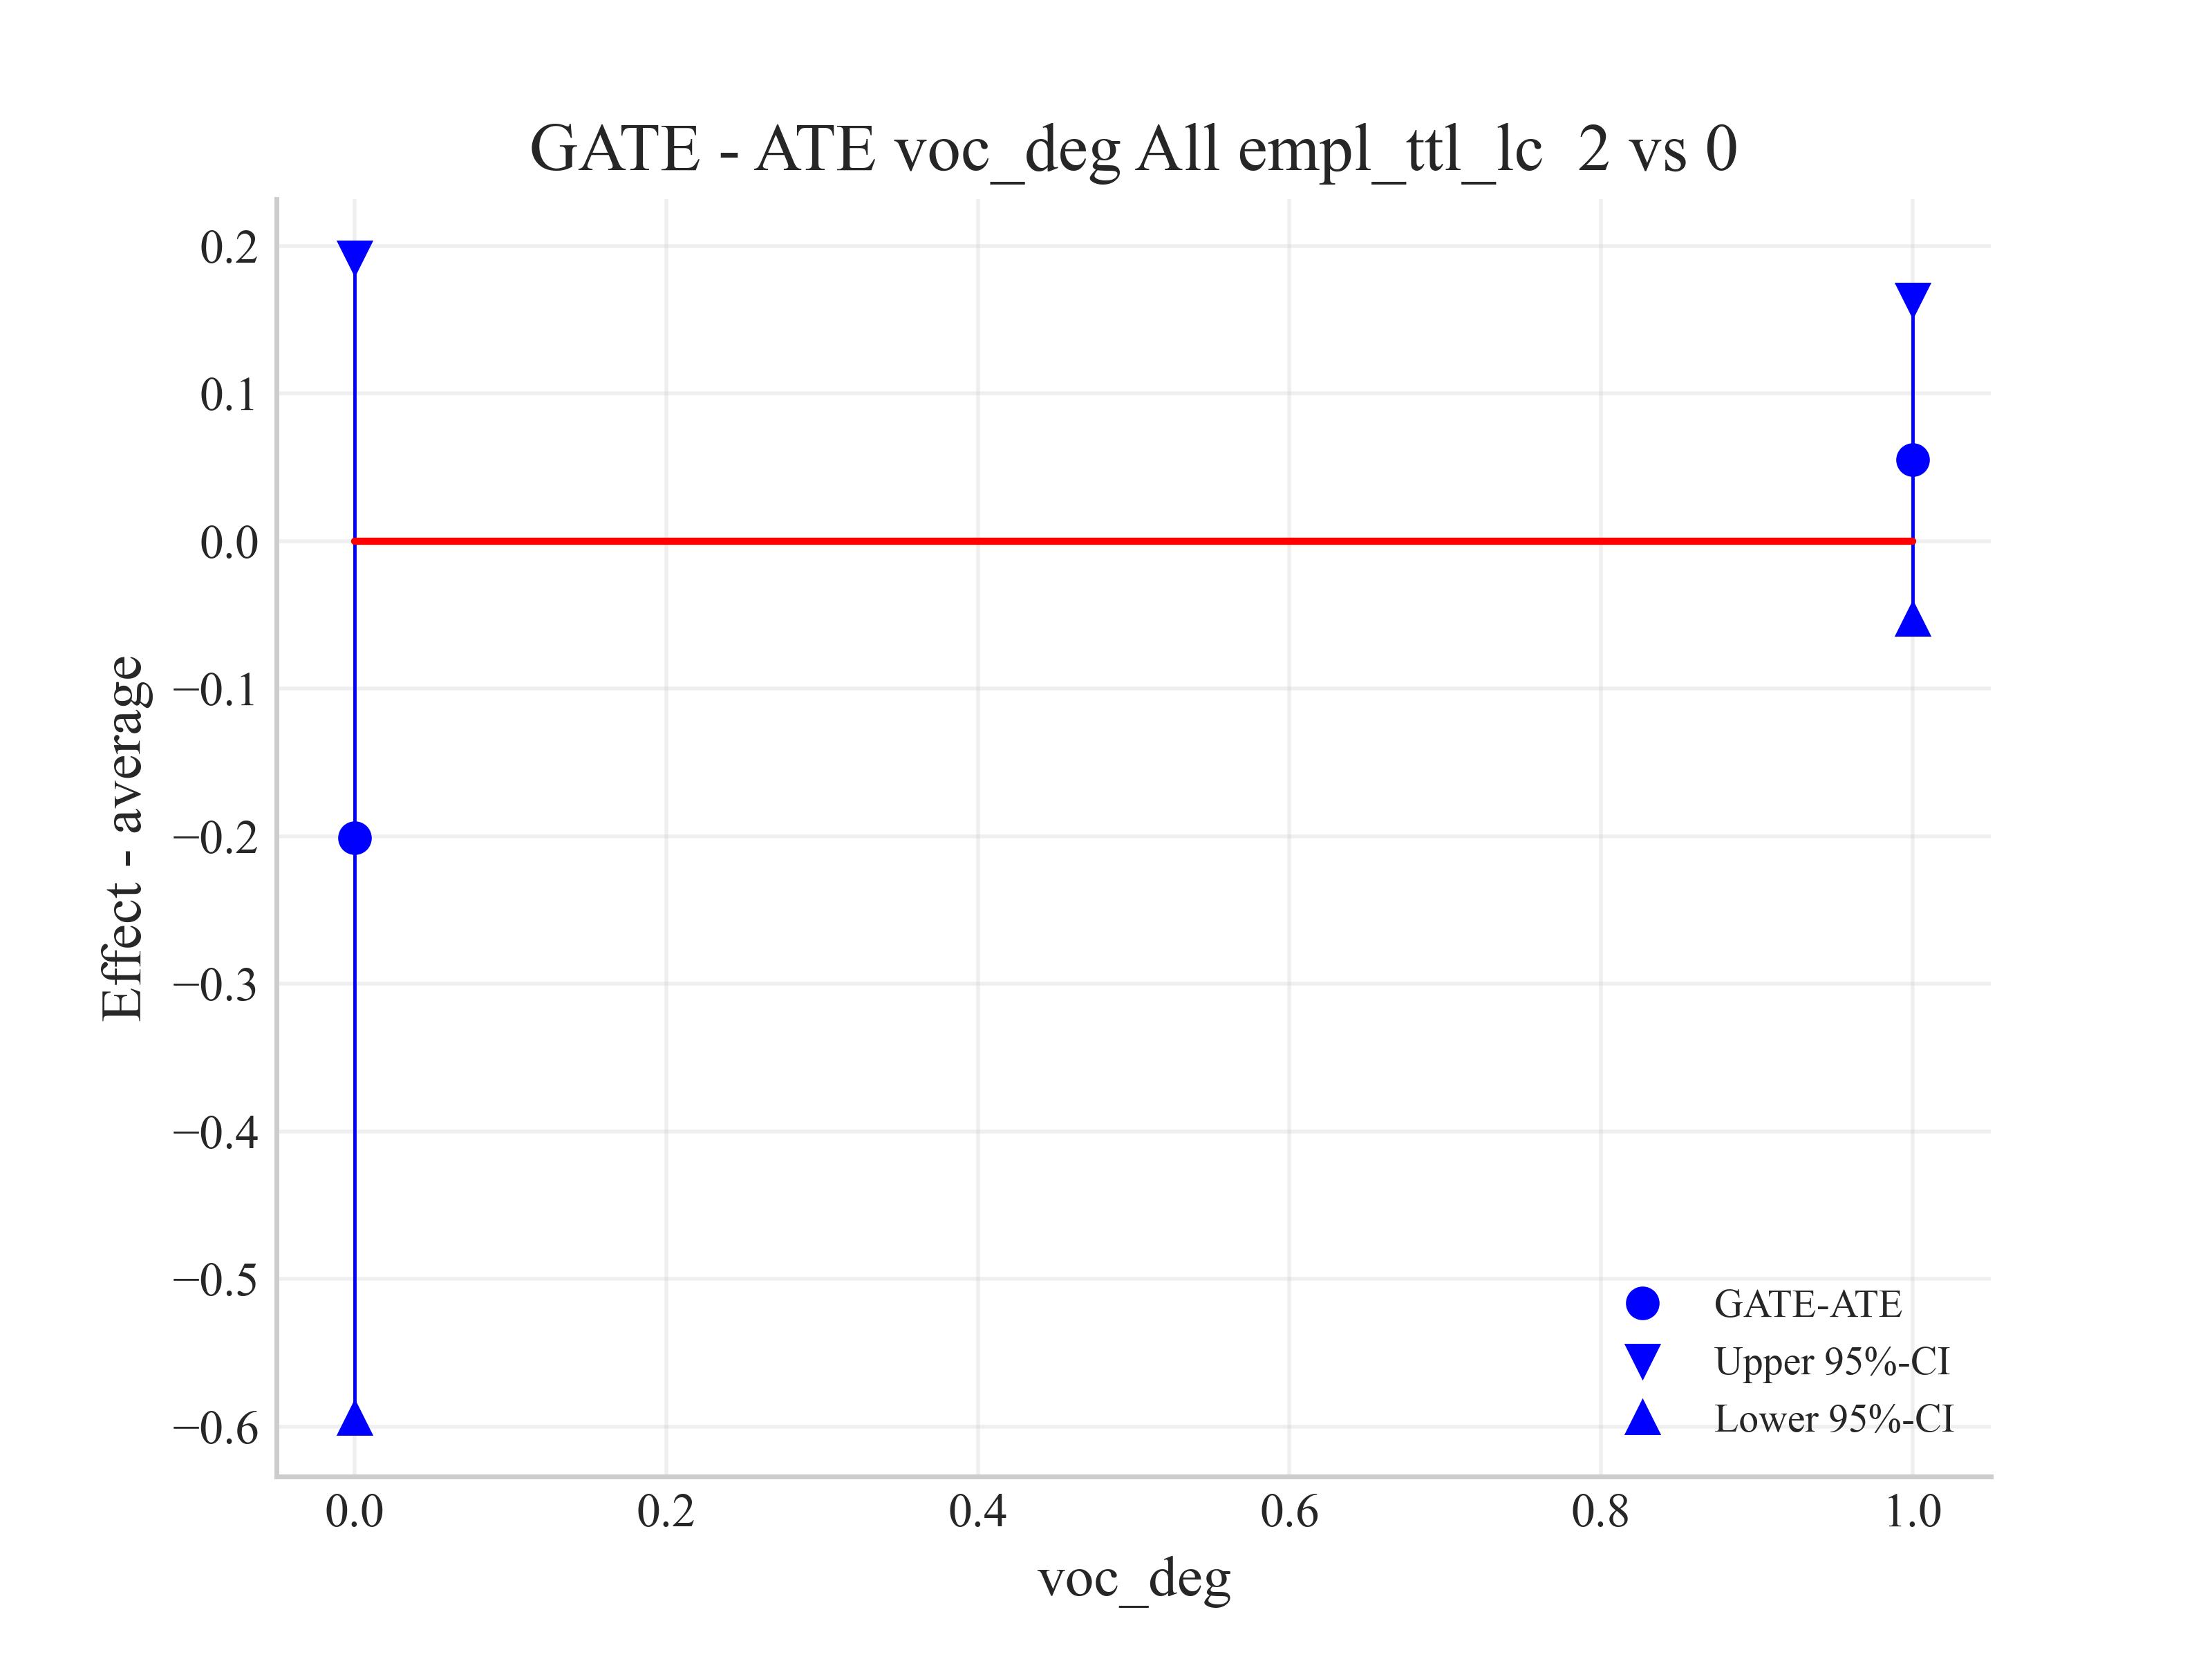 GATE - ATE voc_deg All empl_ttl_lc  2 vs 0
Effect - average
0.2
0.1
0.0
−0.1
−0.2
−0.3
−0.4
−0.5
−0.6
GATE-ATE
Upper 95%-CI
Lower 95%-CI
0.0 0.2 0.4 0.6 0.8 1.0
voc_deg